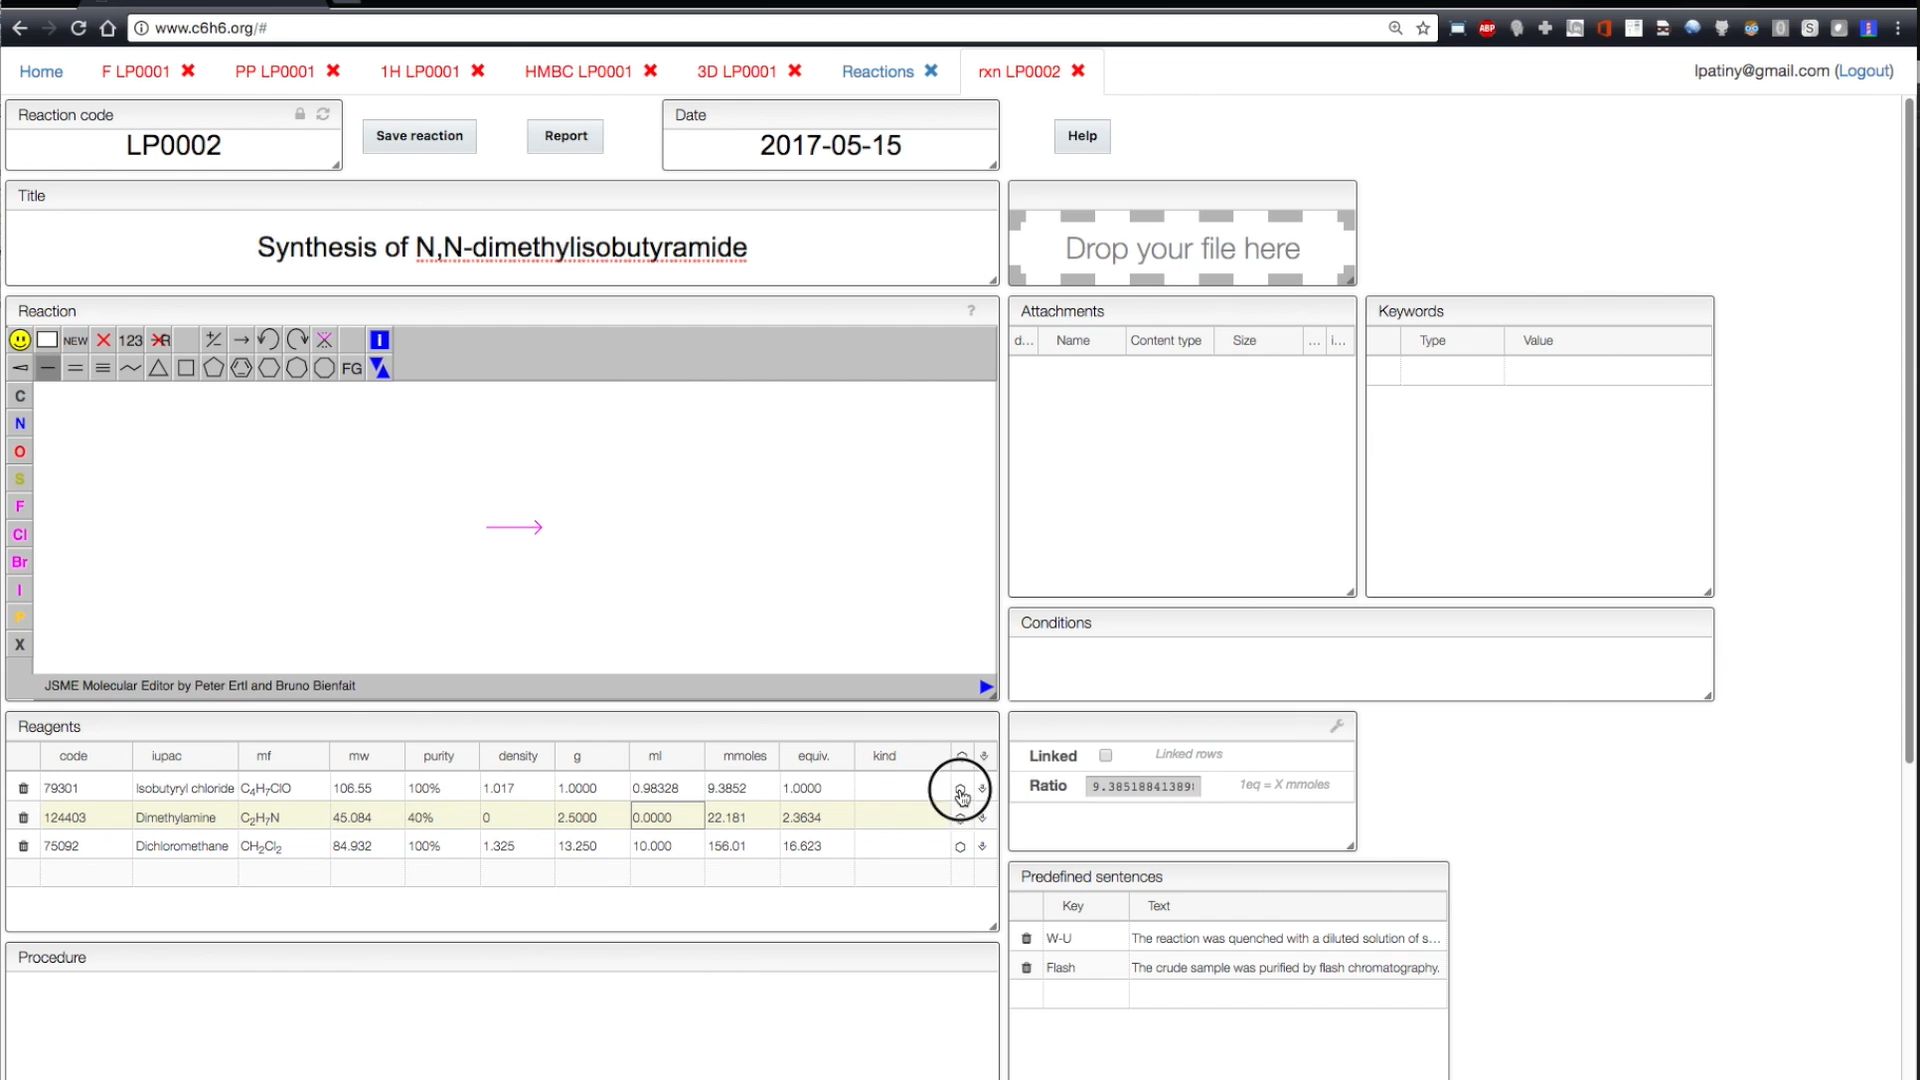 www.c6h6.org/#
ABP
Home
F LP0001
PP LP0001
1H LP0001
HMBC LP0001
3D LP0001
Reactions
rxn LP0002
lpatiny@gmail.com (Logout)
Reaction code
LP0002
Save reaction
Report
Date
2017-05-15
Help
Title
Synthesis of N,N-dimethylisobutyramide
Drop your file here
Reaction
?
NEW
123
FG
C
N
O
S
F
Cl
Br
I
P
X
JSME Molecular Editor by Peter Ertl and Bruno Bienfait
Attachments
d... Name Content type Size ... i...
Keywords
Type Value
Conditions
Reagents
code iupac mf mw purity density g ml mmoles equiv. kind
79301 Isobutyryl chloride C₄H₇ClO 106.55 100% 1.017 1.0000 0.98328 9.3852 1.0000
124403 Dimethylamine C₂H₇N 45.084 40% 0 2.5000 0.0000 22.181 2.3634
75092 Dichloromethane CH₂Cl₂ 84.932 100% 1.325 13.250 10.000 156.01 16.623
Linked Linked rows
Ratio 9.38518841389 1eq = X mmoles
Predefined sentences
Key Text
W-U The reaction was quenched with a diluted solution of s...
Flash The crude sample was purified by flash chromatography.
Procedure